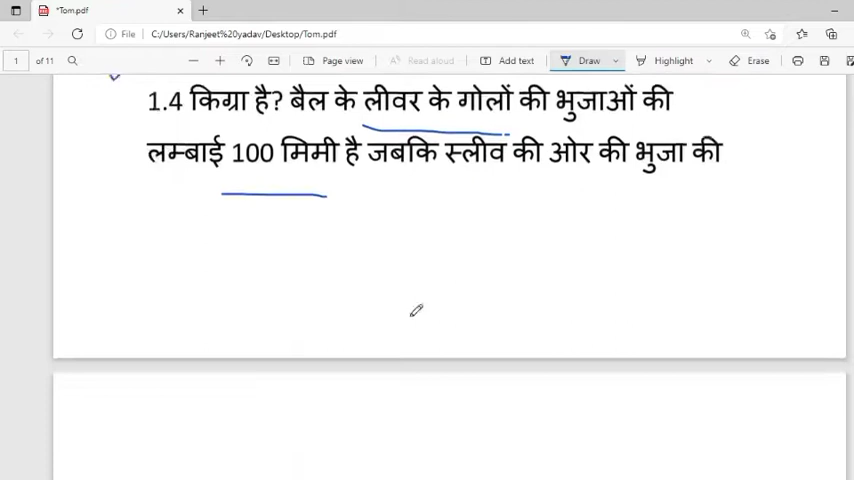 *Tom.pdf
File C:/Users/Ranjeet%20yadav/Desktop/Tom.pdf
1 of 11 Page view Read aloud Add text Draw Highlight Erase
1.4 किग्रा है? बैल के लीवर के गोलों की भुजाओं की
लम्बाई 100 मिमी है जबकि स्लीव की ओर की भुजा की